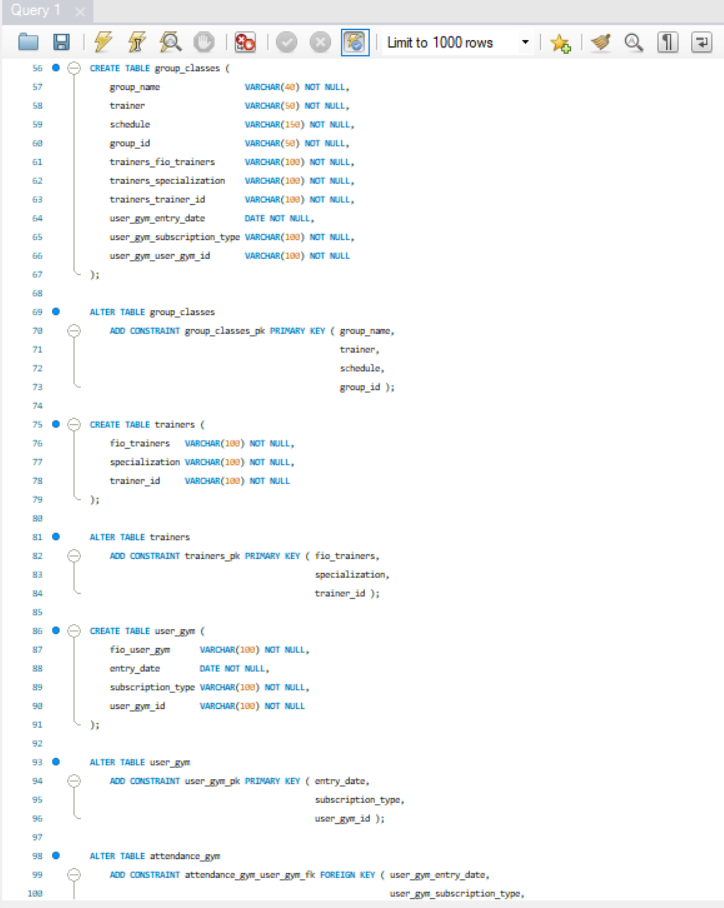 Query 1
Limit to 1000 rows
56 CREATE TABLE group_classes (
57 group_name VARCHAR(40) NOT NULL,
58 trainer VARCHAR(50) NOT NULL,
59 schedule VARCHAR(150) NOT NULL,
60 group_id VARCHAR(50) NOT NULL,
61 trainers_fio_trainers VARCHAR(100) NOT NULL,
62 trainers_specialization VARCHAR(100) NOT NULL,
63 trainers_trainer_id VARCHAR(100) NOT NULL,
64 user_gym_entry_date DATE NOT NULL,
65 user_gym_subscription_type VARCHAR(100) NOT NULL,
66 user_gym_user_gym_id VARCHAR(100) NOT NULL
67 );
68
69 ALTER TABLE group_classes
70 ADD CONSTRAINT group_classes_pk PRIMARY KEY ( group_name,
71 trainer,
72 schedule,
73 group_id );
74
75 CREATE TABLE trainers (
76 fio_trainers VARCHAR(100) NOT NULL,
77 specialization VARCHAR(100) NOT NULL,
78 trainer_id VARCHAR(100) NOT NULL
79 );
80
81 ALTER TABLE trainers
82 ADD CONSTRAINT trainers_pk PRIMARY KEY ( fio_trainers,
83 specialization,
84 trainer_id );
85
86 CREATE TABLE user_gym (
87 fio_user_gym VARCHAR(100) NOT NULL,
88 entry_date DATE NOT NULL,
89 subscription_type VARCHAR(100) NOT NULL,
90 user_gym_id VARCHAR(100) NOT NULL
91 );
92
93 ALTER TABLE user_gym
94 ADD CONSTRAINT user_gym_pk PRIMARY KEY ( entry_date,
95 subscription_type,
96 user_gym_id );
97
98 ALTER TABLE attendance_gym
99 ADD CONSTRAINT attendance_gym_user_gym_fk FOREIGN KEY ( user_gym_entry_date,
100 user_gym_subscription_type,